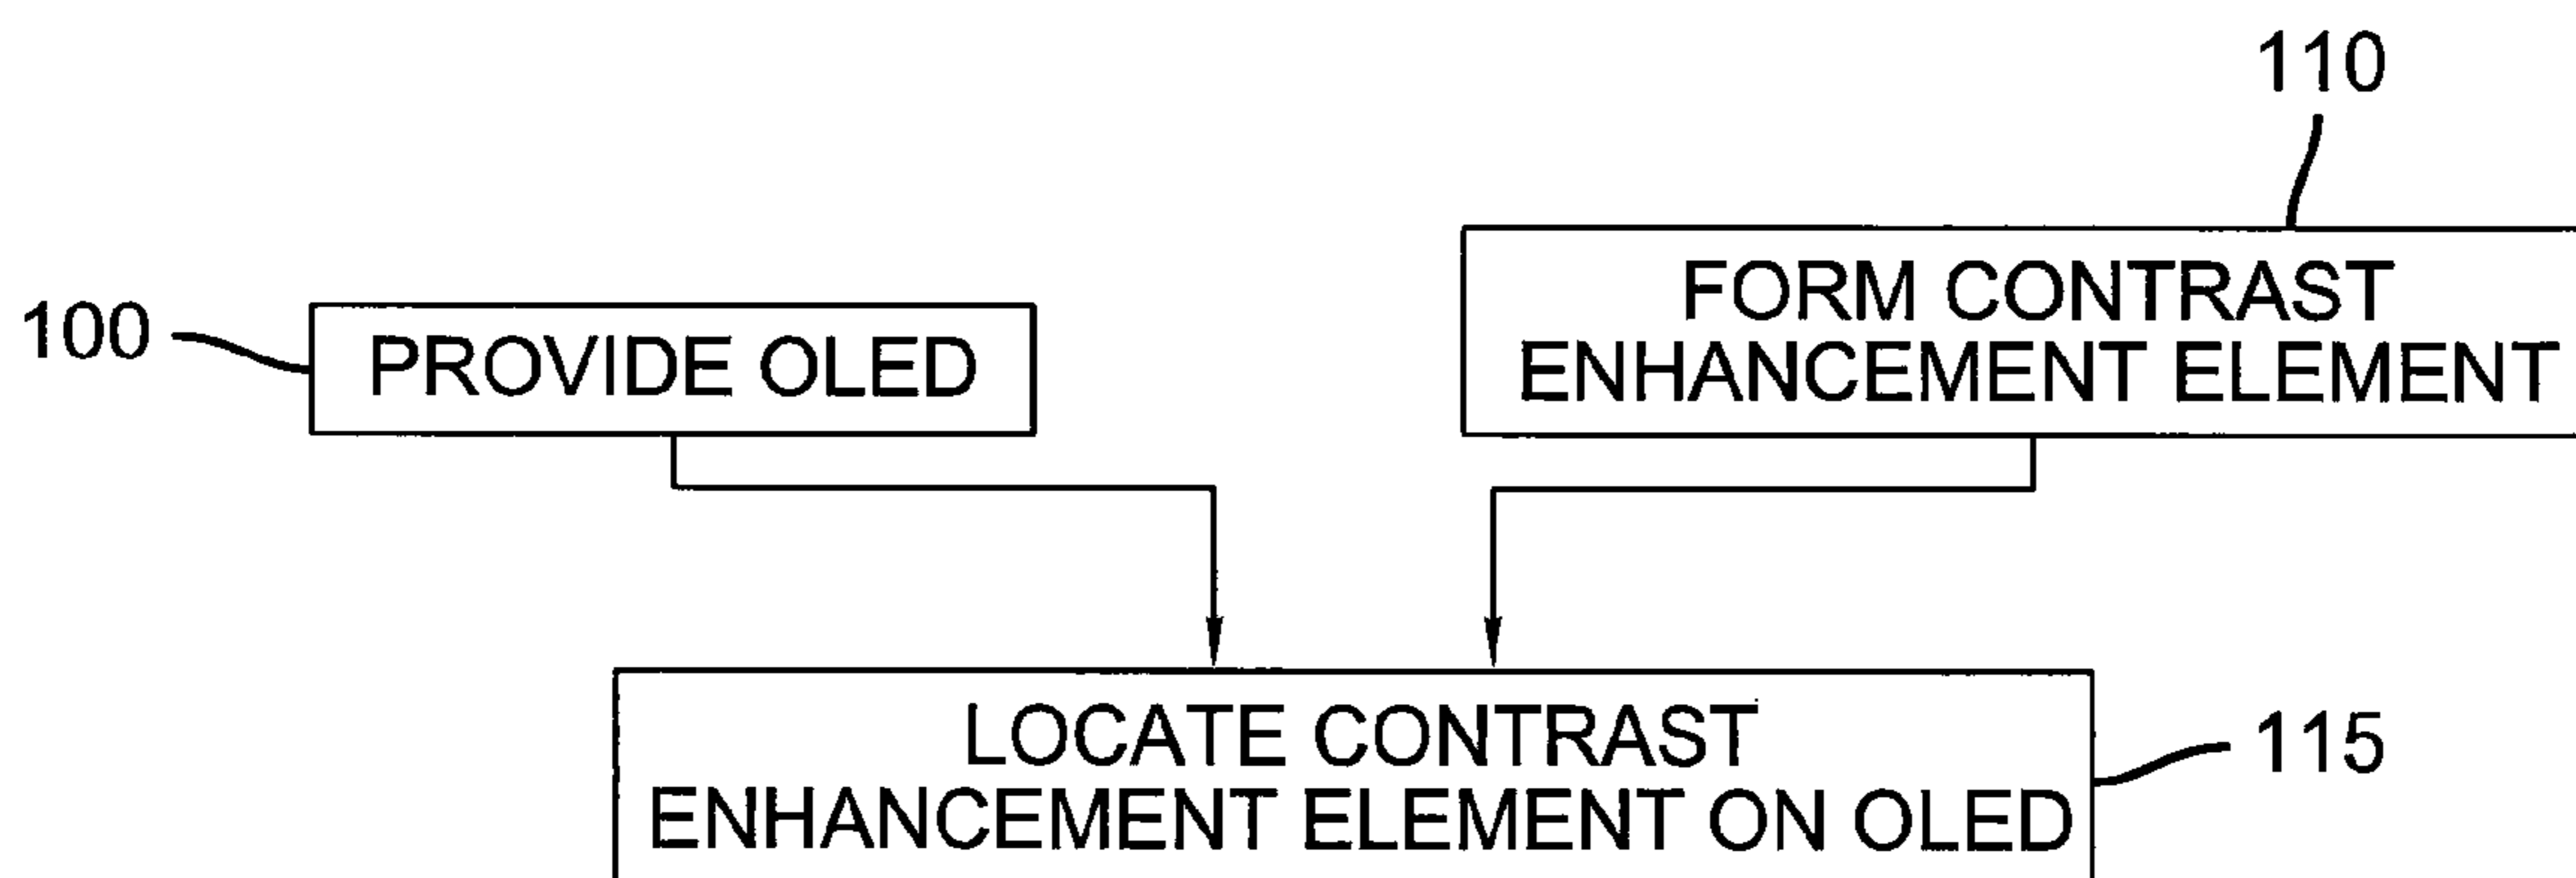 110
FORM CONTRAST
ENHANCEMENT ELEMENT
100
PROVIDE OLED
LOCATE CONTRAST
ENHANCEMENT ELEMENT ON OLED
115